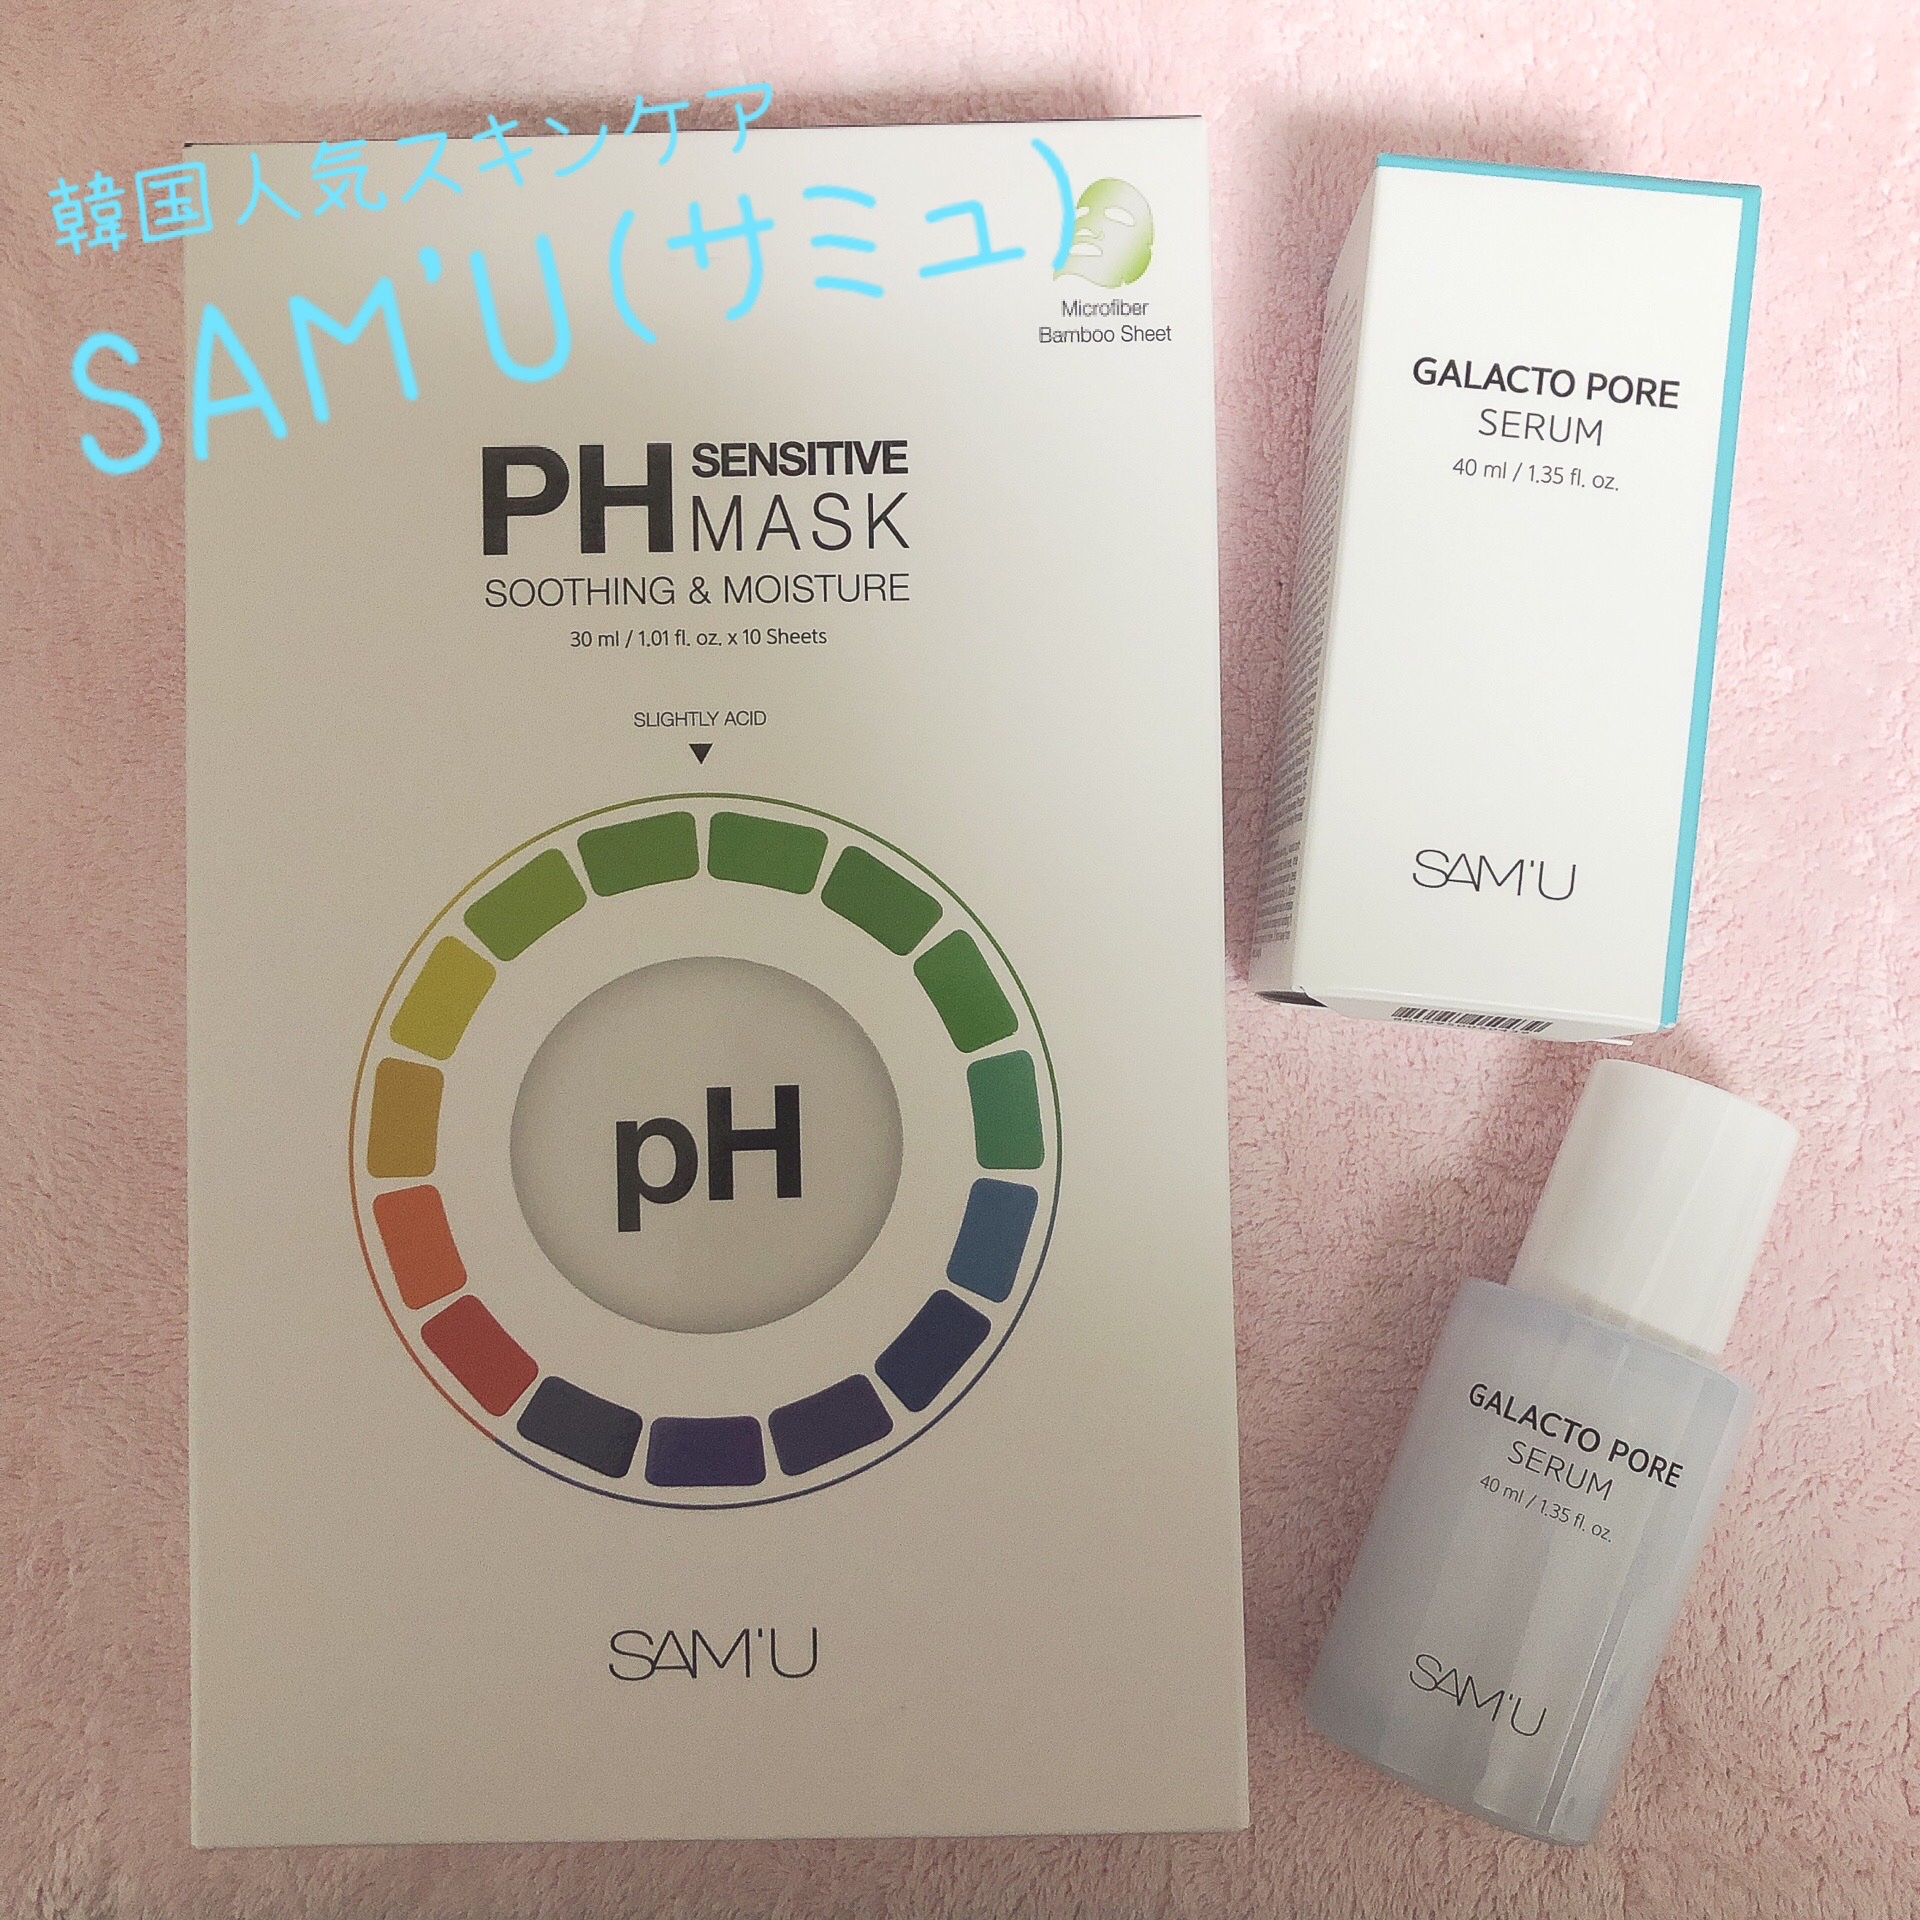 韓国人気スキンケア
SAM'U(サミュ)
Microfiber
Bamboo Sheet
PH SENSITIVE
MASK
SOOTHING & MOISTURE
30 ml / 1.01 fl. oz. x 10 Sheets
SLIGHTLY ACID
pH
SAM'U
GALACTO PORE
SERUM
40 ml / 1.35 fl. oz.
SAM'U
GALACTO PORE
SERUM
40 ml / 1.35 fl. oz.
SAM'U